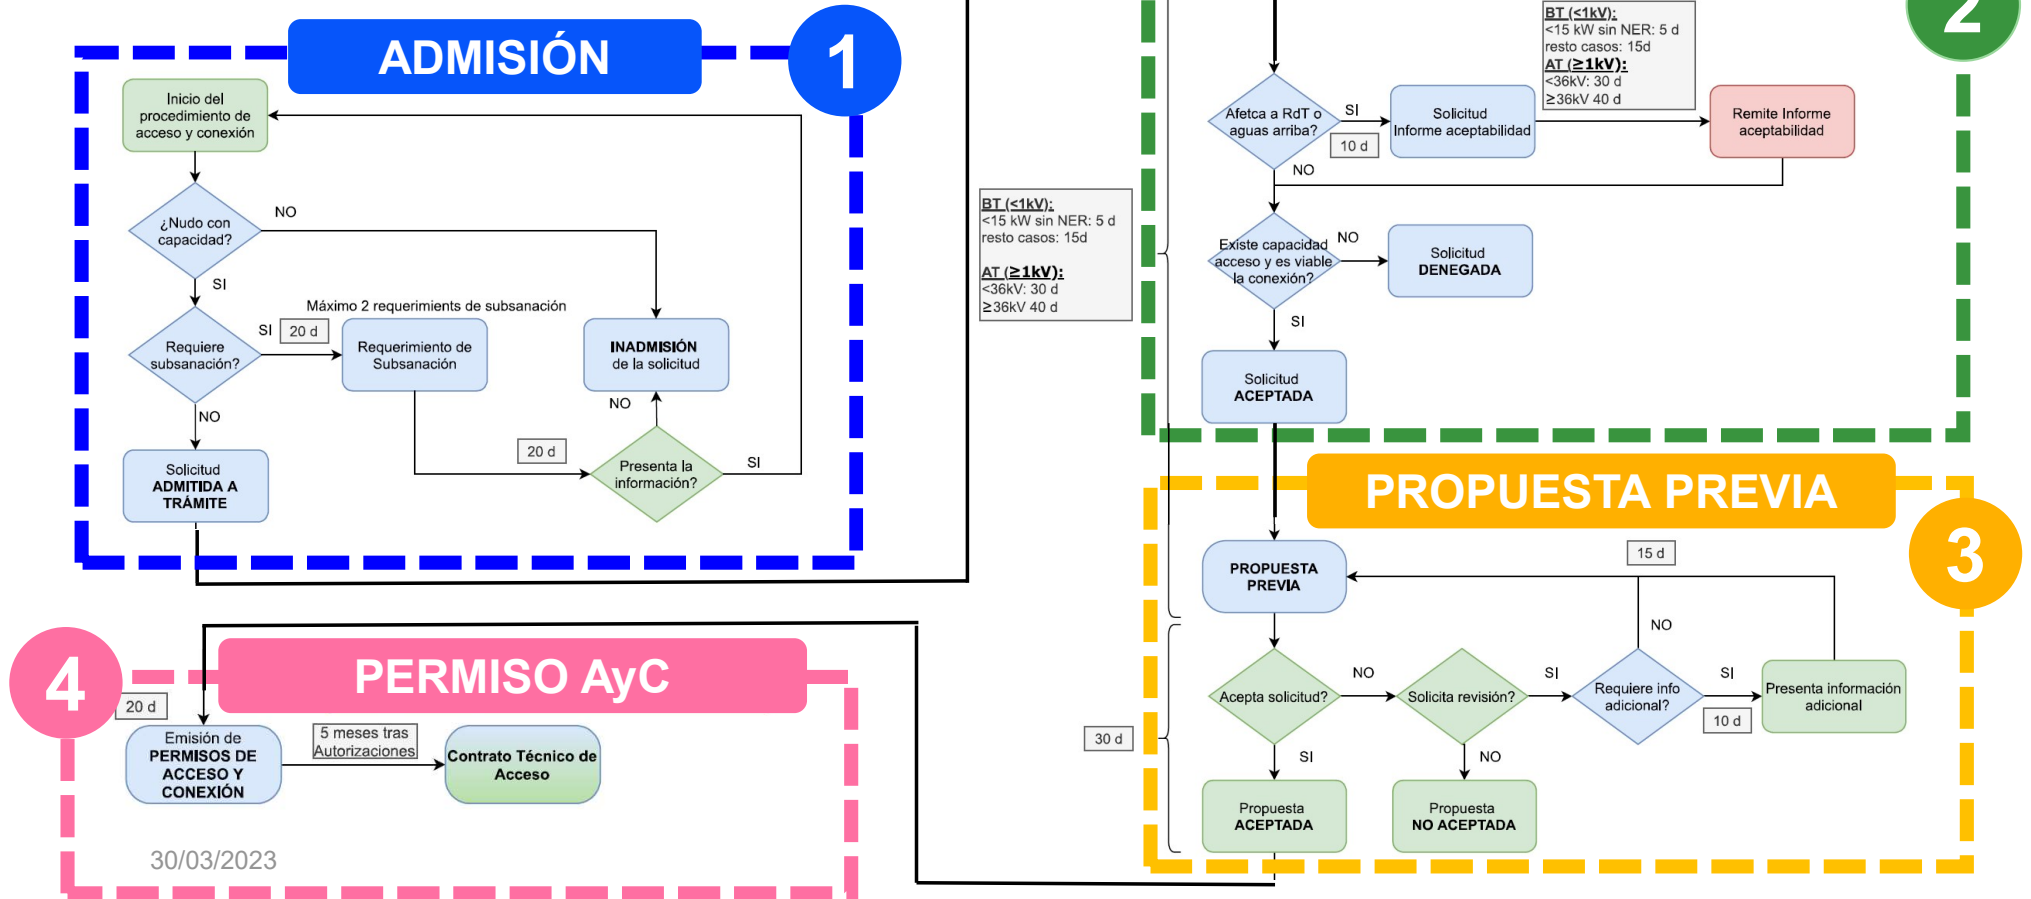 ADMISIÓN
1
Inicio del
procedimiento de
acceso y conexión
¿Nudo con
capacidad?
NO
SI
Máximo 2 requerimients de subsanación
Requiere
subsanación?
SI
20 d
Requerimiento de
Subsanación
INADMISIÓN
de la solicitud
NO
NO
20 d
Presenta la
información?
SI
Solicitud
ADMITIDA A
TRÁMITE
2
BT (<1kV):
<15 kW sin NER: 5 d
resto casos: 15d
AT (≥1kV):
<36kV: 30 d
≥36kV 40 d
Afetca a RdT o
aguas arriba?
SI
10 d
Solicitud
Informe aceptabilidad
Remite Informe
aceptabilidad
NO
BT (<1kV):
<15 kW sin NER: 5 d
resto casos: 15d
AT (≥1kV):
<36kV: 30 d
≥36kV 40 d
Existe capacidad
acceso y es viable
la conexión?
NO
Solicitud
DENEGADA
SI
Solicitud
ACEPTADA
PROPUESTA PREVIA
3
PROPUESTA
PREVIA
15 d
NO
Acepta solicitud?
NO
Solicita revisión?
SI
Requiere info
adicional?
SI
10 d
Presenta información
adicional
30 d
SI
NO
Propuesta
ACEPTADA
Propuesta
NO ACEPTADA
4
PERMISO AyC
20 d
Emisión de
PERMISOS DE
ACCESO Y
CONEXIÓN
5 meses tras
Autorizaciones
Contrato Técnico de
Acceso
30/03/2023